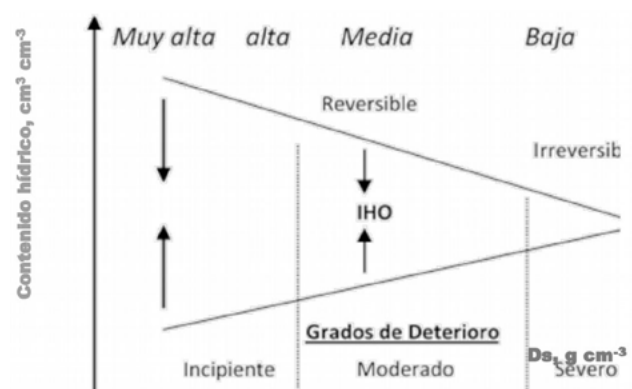 Muy alta alta Media Baja
Contenido hídrico, cm³ cm⁻³
Reversible
Irreversib
IHO
Grados de Deterioro
Ds, g cm⁻³
Incipiente Moderado Severo